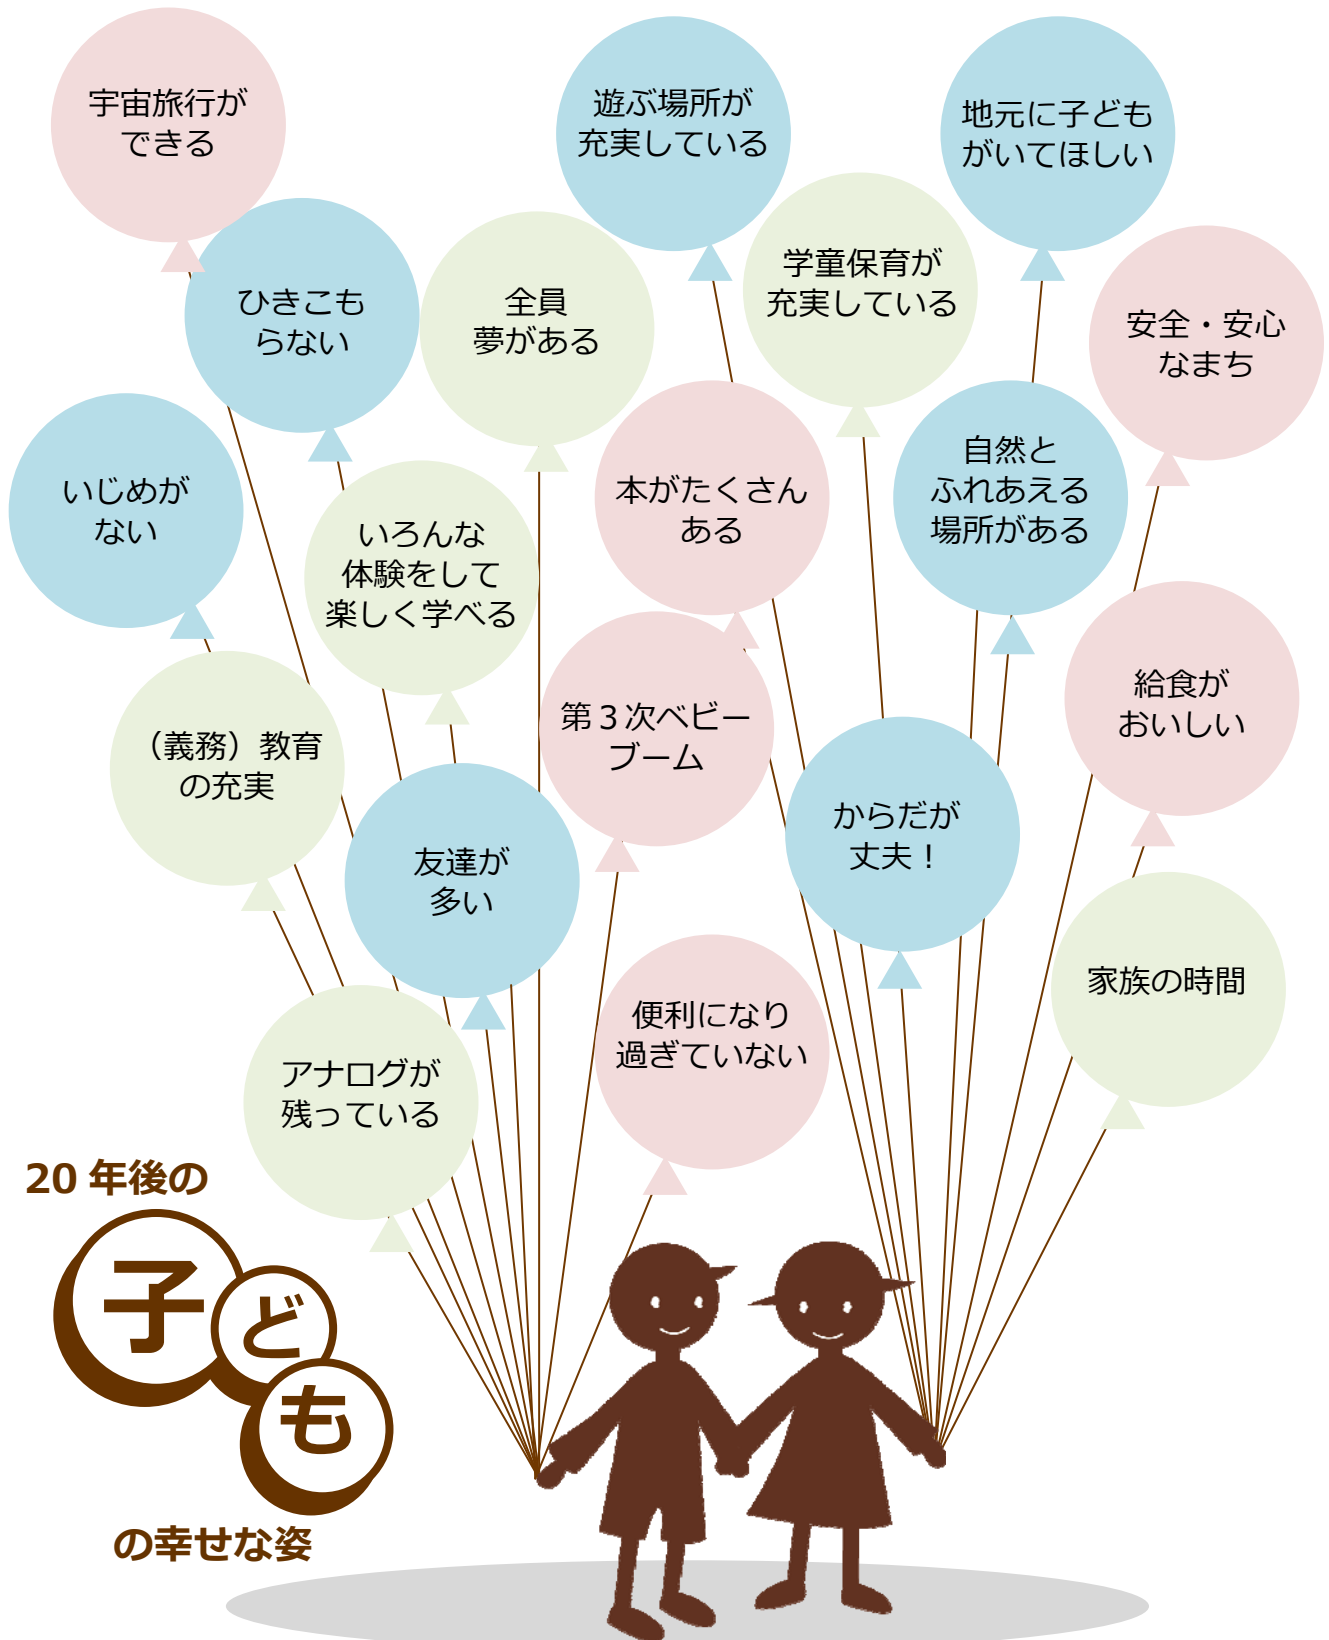 宇宙旅行が
できる
遊ぶ場所が
充実している
地元に子ども
がいてほしい
ひきこも
らない
全員
夢がある
学童保育が
充実している
安全・安心
なまち
いじめが
ない
いろんな
体験をして
楽しく学べる
本がたくさん
ある
自然と
ふれあえる
場所がある
（義務）教育
の充実
第３次ベビー
ブーム
給食が
おいしい
友達が
多い
からだが
丈夫！
アナログが
残っている
便利になり
過ぎていない
家族の時間
20 年後の
子ども
の幸せな姿